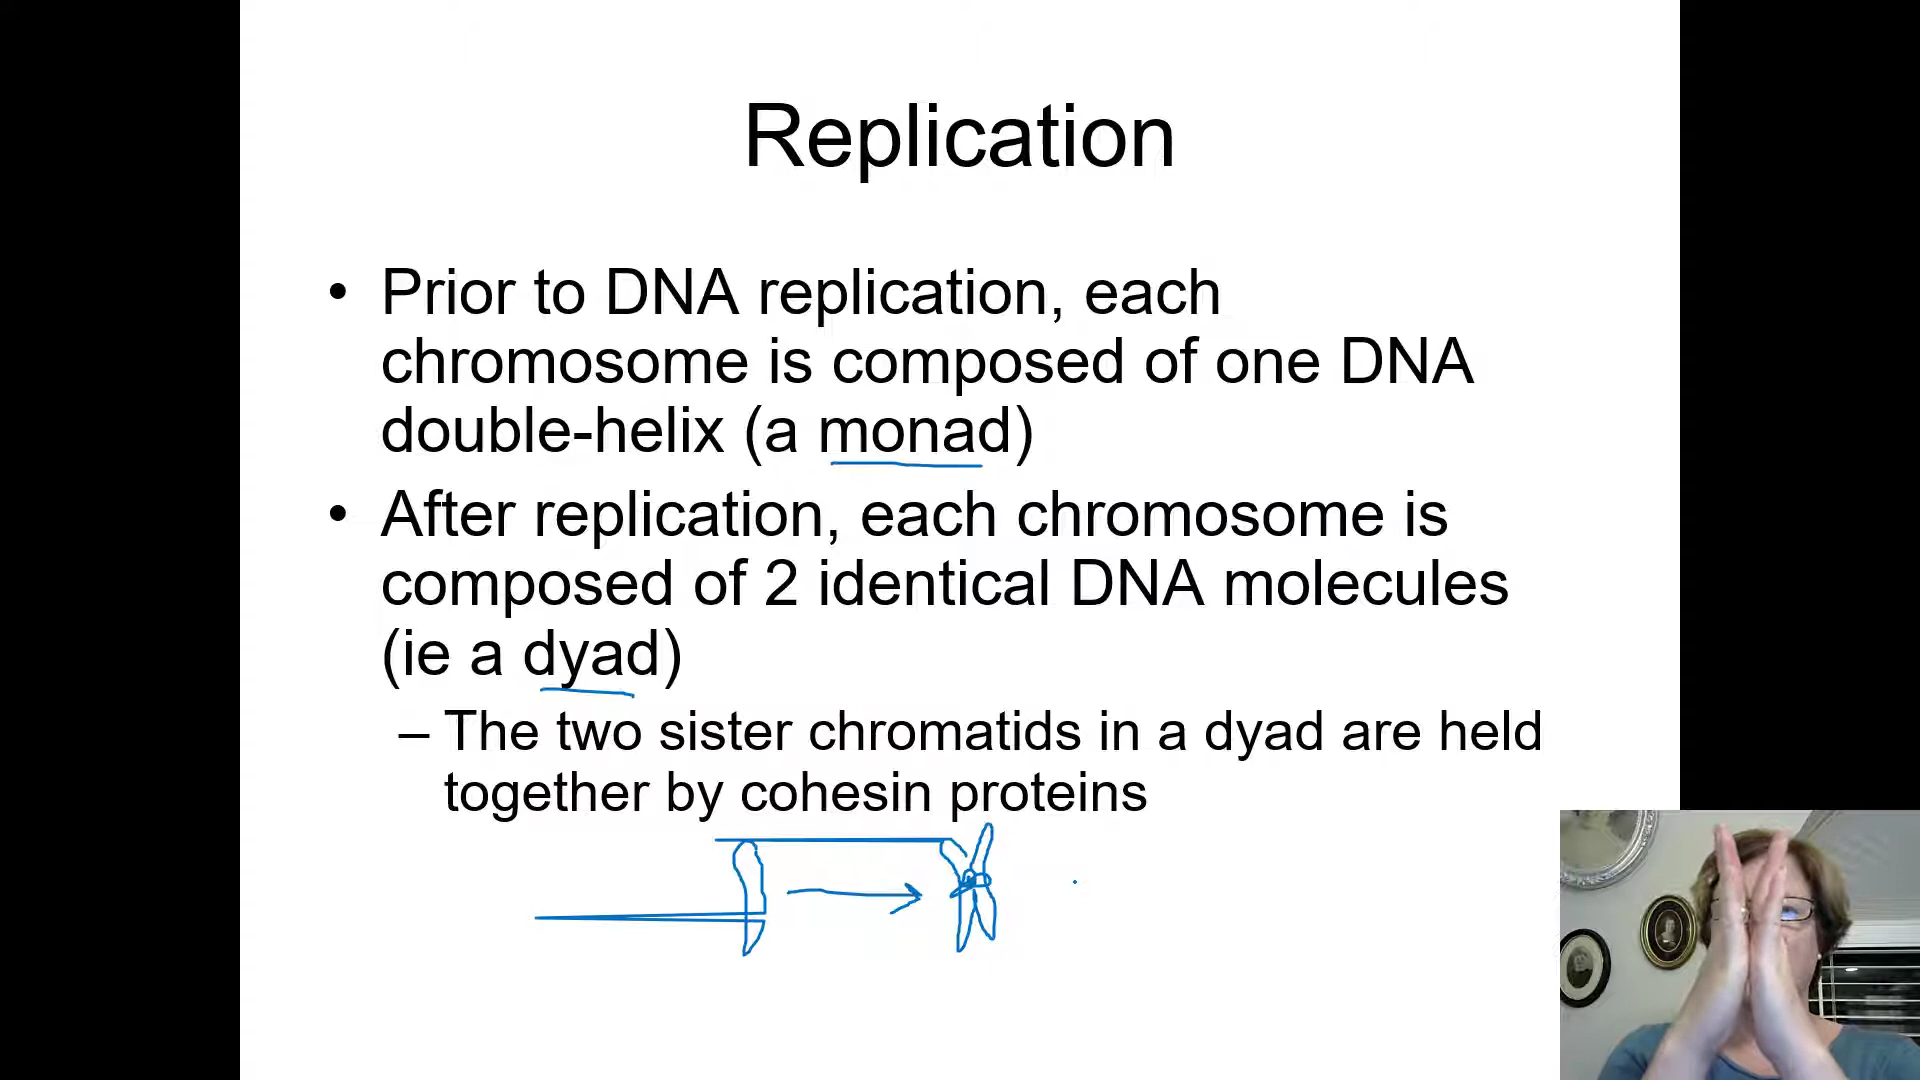 Replication
• Prior to DNA replication, each
chromosome is composed of one DNA
double-helix (a monad)
• After replication, each chromosome is
composed of 2 identical DNA molecules
(ie a dyad)
– The two sister chromatids in a dyad are held
together by cohesin proteins